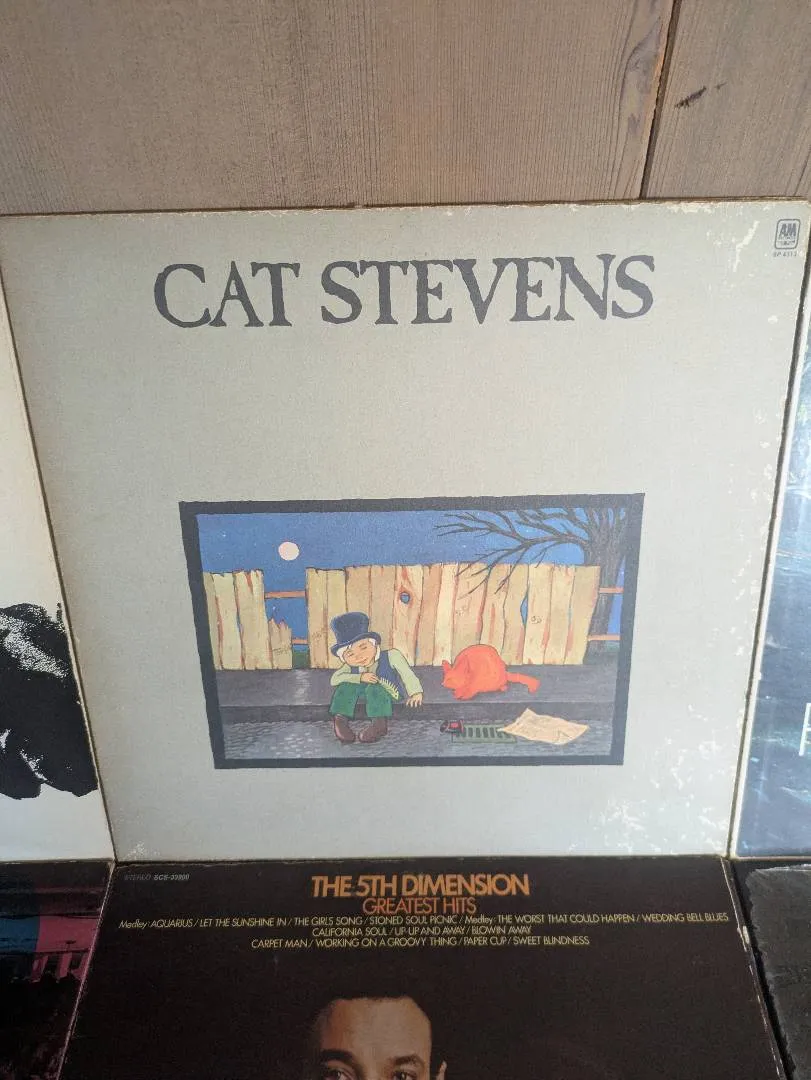 CAT STEVENS
A&M
SP 4313
STEREO SCS-33900
THE 5TH DIMENSION
GREATEST HITS
Medley: AQUARIUS / LET THE SUNSHINE IN / THE GIRLS SONG / STONED SOUL PICNIC / Medley: THE WORST THAT COULD HAPPEN / WEDDING BELL BLUES
CALIFORNIA SOUL / UP-UP AND AWAY / BLOWIN AWAY
CARPET MAN / WORKING ON A GROOVY THING / PAPER CUP / SWEET BLINDNESS